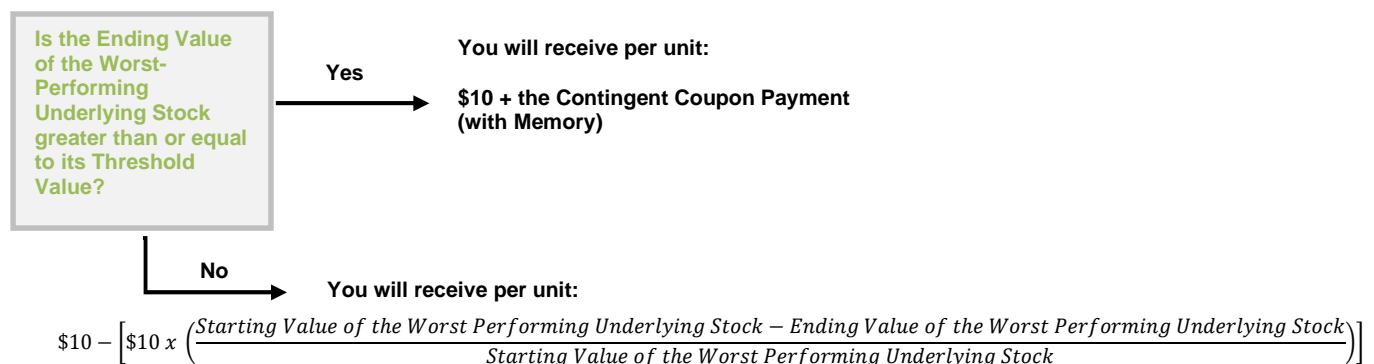 Is the Ending Value
of the Worst-
Performing
Underlying Stock
greater than or equal
to its Threshold
Value?
Yes
You will receive per unit:
$10 + the Contingent Coupon Payment
(with Memory)
No
You will receive per unit:
$10 − [$10 x (Starting Value of the Worst Performing Underlying Stock − Ending Value of the Worst Performing Underlying Stock
Starting Value of the Worst Performing Underlying Stock)]